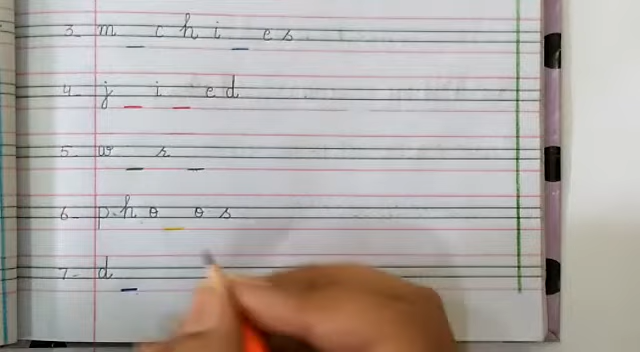 3- m _ c h i _ e s
4- j _ i _ e d
5- w _ r _
6- p h o _ o s
7- d _